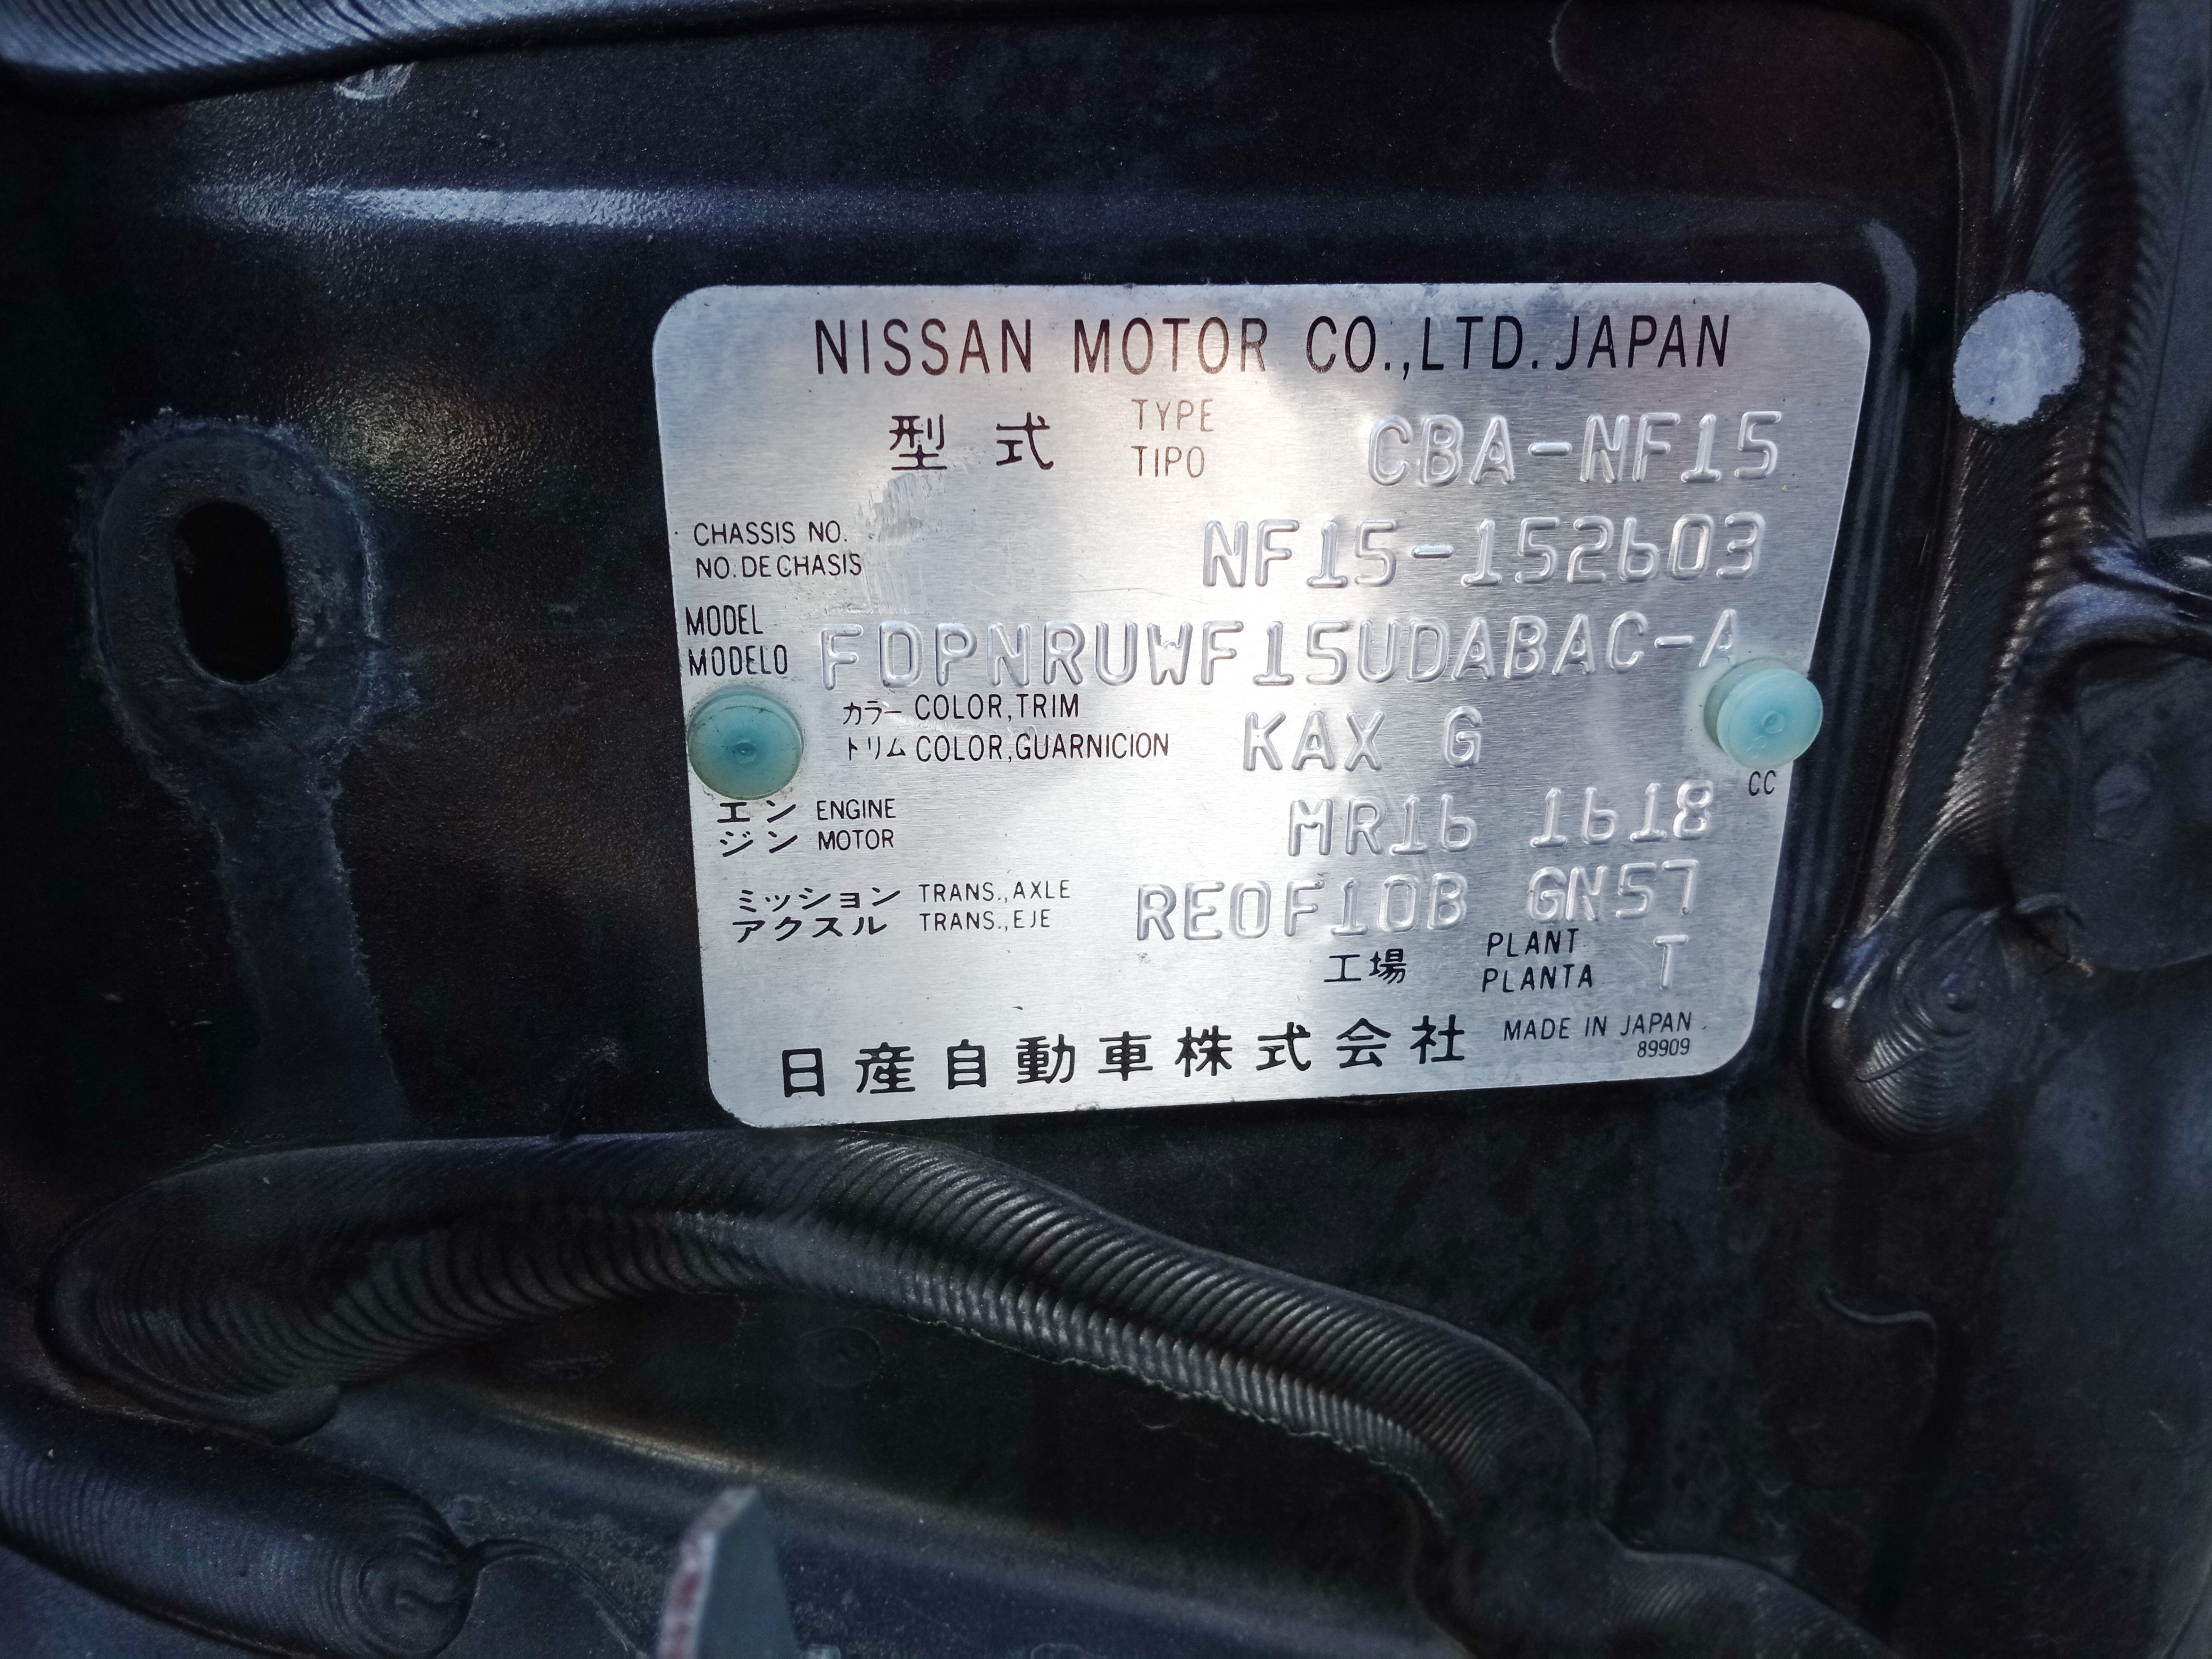 NISSAN MOTOR CO.,LTD. JAPAN
型式 TYPE TIPO CBA-NF15
CHASSIS NO. NF15-152603
NO. DE CHASIS
MODEL
MODELO FDPNRUWF15UDABAC-A
カラー COLOR,TRIM
トリム COLOR,GUARNICION KAX G
CC
エン ENGINE MR16 1618
ジン MOTOR
ミッション TRANS.,AXLE RE0F10B GN57
アクスル TRANS.,EJE
工場 PLANT PLANTA T
日産自動車株式会社 MADE IN JAPAN
89909